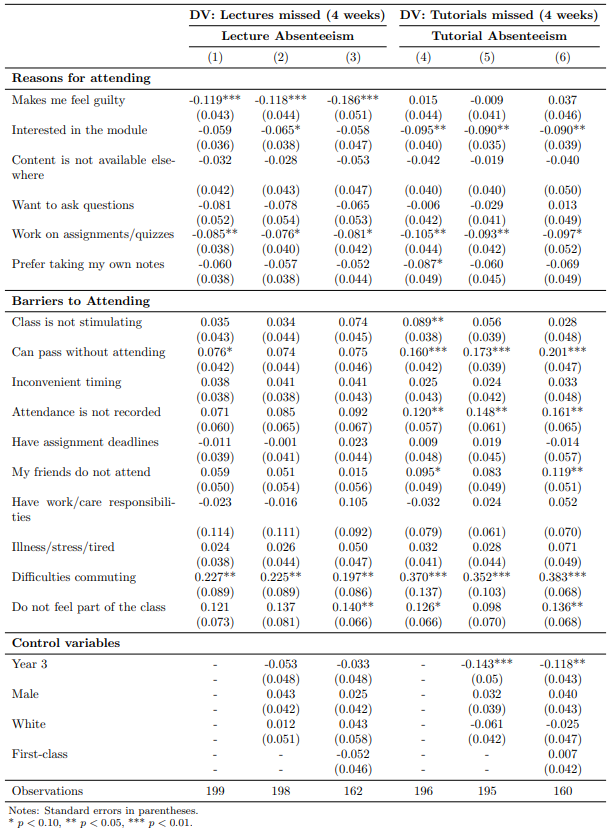 DV: Lectures missed (4 weeks) DV: Tutorials missed (4 weeks)
Lecture Absenteeism Tutorial Absenteeism
(1) (2) (3) (4) (5) (6)
Reasons for attending
Makes me feel guilty -0.119*** -0.118*** -0.186*** 0.015 -0.009 0.037
(0.043) (0.044) (0.051) (0.044) (0.041) (0.046)
Interested in the module -0.059 -0.065* -0.058 -0.095** -0.090** -0.090**
(0.036) (0.038) (0.047) (0.040) (0.035) (0.039)
Content is not available else- -0.032 -0.028 -0.053 -0.042 -0.019 -0.040
where
(0.042) (0.043) (0.047) (0.040) (0.040) (0.050)
Want to ask questions -0.081 -0.078 -0.065 -0.006 -0.029 0.013
(0.052) (0.054) (0.053) (0.042) (0.041) (0.049)
Work on assignments/quizzes -0.085** -0.076* -0.081* -0.105** -0.093** -0.097*
(0.038) (0.040) (0.042) (0.044) (0.042) (0.052)
Prefer taking my own notes -0.060 -0.057 -0.052 -0.087* -0.060 -0.069
(0.038) (0.038) (0.044) (0.049) (0.045) (0.049)
Barriers to Attending
Class is not stimulating 0.035 0.034 0.074 0.089** 0.056 0.028
(0.043) (0.044) (0.045) (0.038) (0.039) (0.048)
Can pass without attending 0.076* 0.074 0.075 0.160*** 0.173*** 0.201***
(0.042) (0.044) (0.046) (0.042) (0.039) (0.047)
Inconvenient timing 0.038 0.041 0.041 0.025 0.024 0.033
(0.038) (0.038) (0.043) (0.043) (0.042) (0.048)
Attendance is not recorded 0.071 0.085 0.092 0.120** 0.148** 0.161**
(0.060) (0.065) (0.067) (0.057) (0.061) (0.065)
Have assignment deadlines -0.011 -0.001 0.023 0.009 0.019 -0.014
(0.039) (0.041) (0.044) (0.048) (0.045) (0.057)
My friends do not attend 0.059 0.051 0.015 0.095* 0.083 0.119**
(0.050) (0.054) (0.056) (0.049) (0.049) (0.051)
Have work/care responsibili- -0.023 -0.016 0.105 -0.032 0.024 0.052
ties
(0.114) (0.111) (0.092) (0.079) (0.061) (0.070)
Illness/stress/tired 0.024 0.026 0.050 0.032 0.028 0.071
(0.038) (0.044) (0.047) (0.041) (0.044) (0.049)
Difficulties commuting 0.227** 0.225** 0.197** 0.370*** 0.352*** 0.383***
(0.089) (0.089) (0.086) (0.137) (0.103) (0.068)
Do not feel part of the class 0.121 0.137 0.140** 0.126* 0.098 0.136**
(0.073) (0.081) (0.066) (0.066) (0.070) (0.068)
Control variables
Year 3 - -0.053 -0.033 - -0.143*** -0.118**
- (0.048) (0.048) - (0.05) (0.043)
Male - 0.043 0.025 - 0.032 0.040
- (0.042) (0.042) - (0.039) (0.043)
White - 0.012 0.043 - -0.061 -0.025
- (0.051) (0.058) - (0.042) (0.047)
First-class - - -0.052 - - 0.007
- - (0.046) - - (0.042)
Observations 199 198 162 196 195 160
Notes: Standard errors in parentheses.
* p < 0.10, ** p < 0.05, *** p < 0.01.